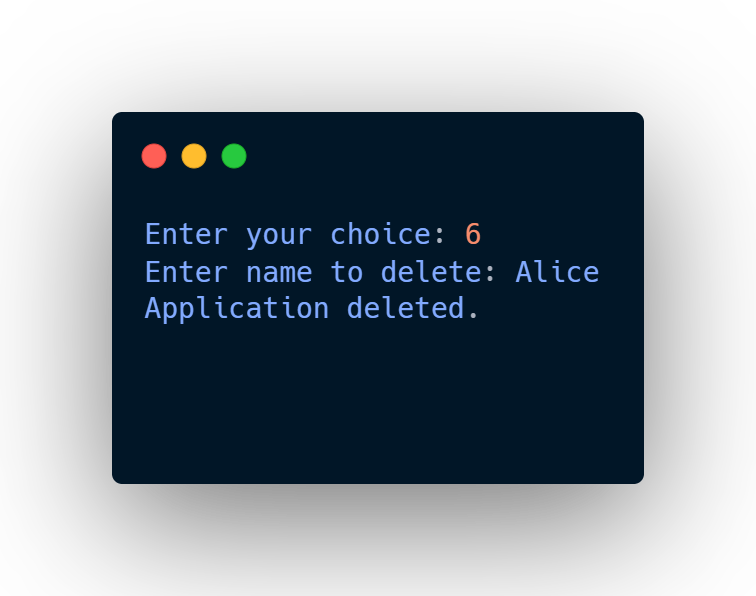 Enter your choice: 6
Enter name to delete: Alice
Application deleted.